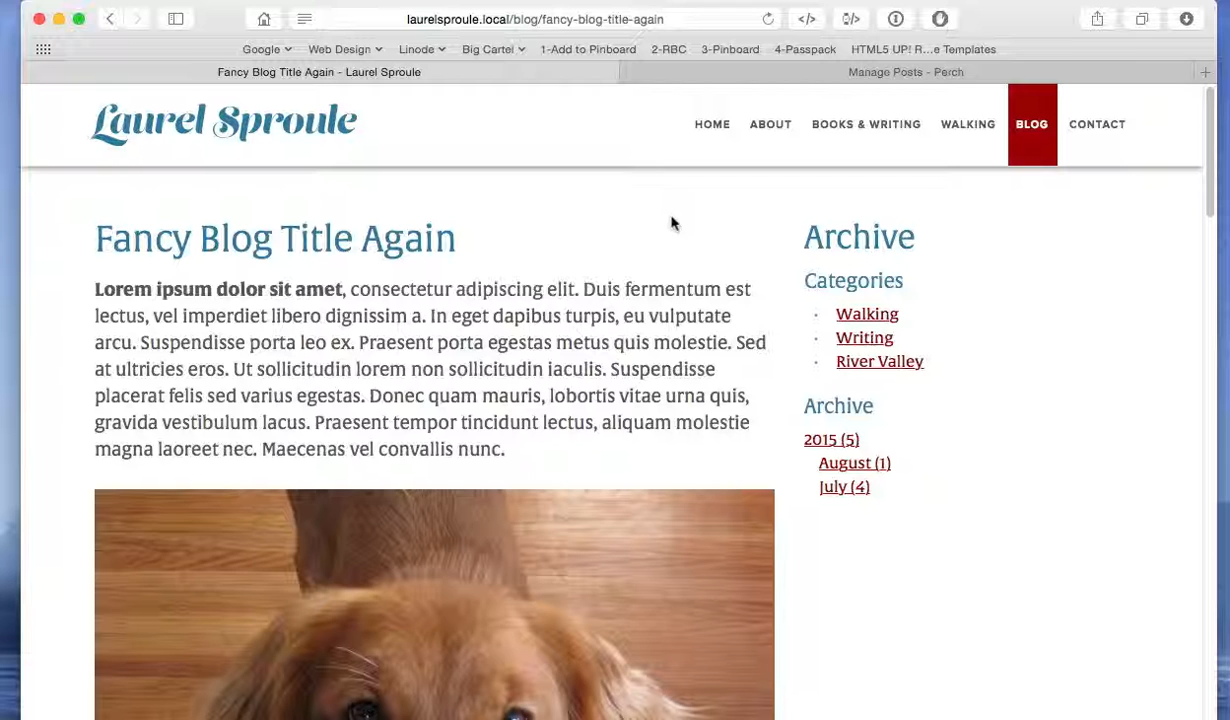 laurelsproule.local/blog/fancy-blog-title-again
Google Web Design Linode Big Cartel 1-Add to Pinboard 2-RBC 3-Pinboard 4-Passpack HTML5 UP! R...e Templates
Fancy Blog Title Again - Laurel Sproule Manage Posts - Perch
Laurel Sproule
HOME ABOUT BOOKS & WRITING WALKING BLOG CONTACT
Fancy Blog Title Again
Lorem ipsum dolor sit amet, consectetur adipiscing elit. Duis fermentum est
lectus, vel imperdiet libero dignissim a. In eget dapibus turpis, eu vulputate
arcu. Suspendisse porta leo ex. Praesent porta egestas metus quis molestie. Sed
at ultricies eros. Ut sollicitudin lorem non sollicitudin iaculis. Suspendisse
placerat felis sed varius egestas. Donec quam mauris, lobortis vitae urna quis,
gravida vestibulum lacus. Praesent tempor tincidunt lectus, aliquam molestie
magna laoreet nec. Maecenas vel convallis nunc.
Archive
Categories
Walking
Writing
River Valley
Archive
2015 (5)
August (1)
July (4)